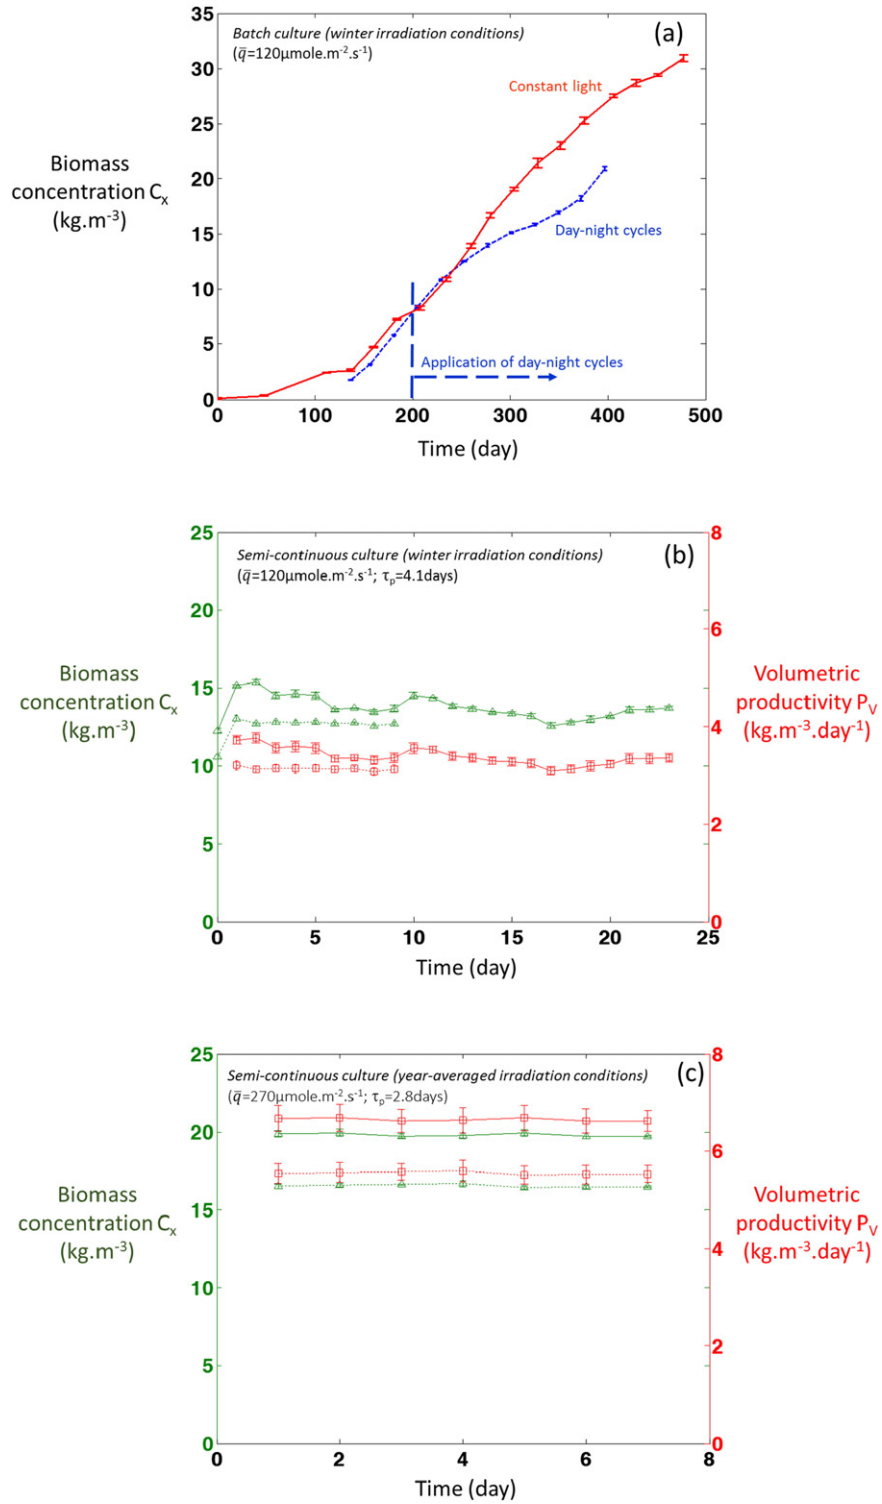 35
30
25
20
15
10
5
0
Batch culture (winter irradiation conditions)
(q̄=120µmole.m⁻².s⁻¹)
(a)
Constant light
Day-night cycles
Application of day-night cycles
Biomass
concentration Cₓ
(kg.m⁻³)
0 100 200 300 400 500
Time (day)
25
20
15
10
5
0
Semi-continuous culture (winter irradiation conditions)
(q̄=120µmole.m⁻².s⁻¹; τₚ=4.1days)
(b)
Biomass
concentration Cₓ
(kg.m⁻³)
8
6
4
2
0
Volumetric
productivity Pᵥ
(kg.m⁻³.day⁻¹)
0 5 10 15 20 25
Time (day)
25
20
15
10
5
0
Semi-continuous culture (year-averaged irradiation conditions)
(q̄=270µmole.m⁻².s⁻¹; τₚ=2.8days)
(c)
Biomass
concentration Cₓ
(kg.m⁻³)
8
6
4
2
0
Volumetric
productivity Pᵥ
(kg.m⁻³.day⁻¹)
0 2 4 6 8
Time (day)